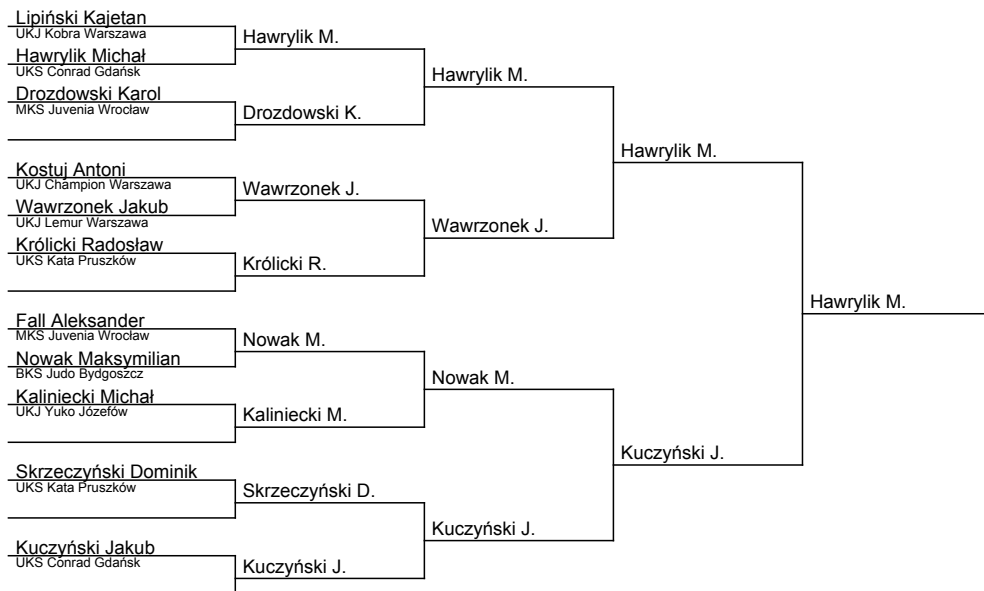 Lipiński Kajetan
UKJ Kobra Warszawa
Hawrylik Michał
UKS Conrad Gdańsk
Drozdowski Karol
MKS Juvenia Wrocław
Kostuj Antoni
UKJ Champion Warszawa
Wawrzonek Jakub
UKJ Lemur Warszawa
Królicki Radosław
UKS Kata Pruszków
Fall Aleksander
MKS Juvenia Wrocław
Nowak Maksymilian
BKS Judo Bydgoszcz
Kaliniecki Michał
UKJ Yuko Józefów
Skrzeczyński Dominik
UKS Kata Pruszków
Kuczyński Jakub
UKS Conrad Gdańsk
Hawrylik M.
Drozdowski K.
Wawrzonek J.
Królicki R.
Nowak M.
Kaliniecki M.
Skrzeczyński D.
Kuczyński J.
Hawrylik M.
Wawrzonek J.
Nowak M.
Kuczyński J.
Hawrylik M.
Kuczyński J.
Hawrylik M.